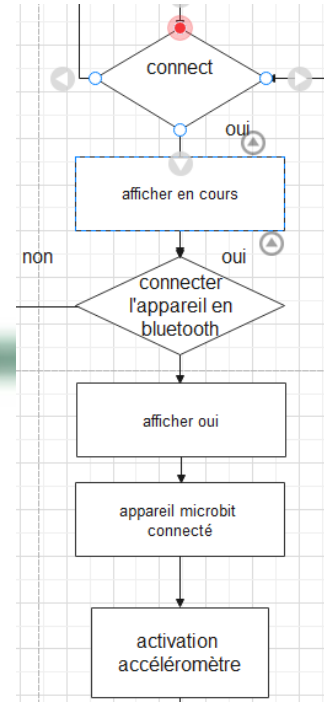 connect
oui
afficher en cours
non
oui
connecter
l'appareil en
bluetooth
afficher oui
appareil microbit
connecté
activation
accéléromètre